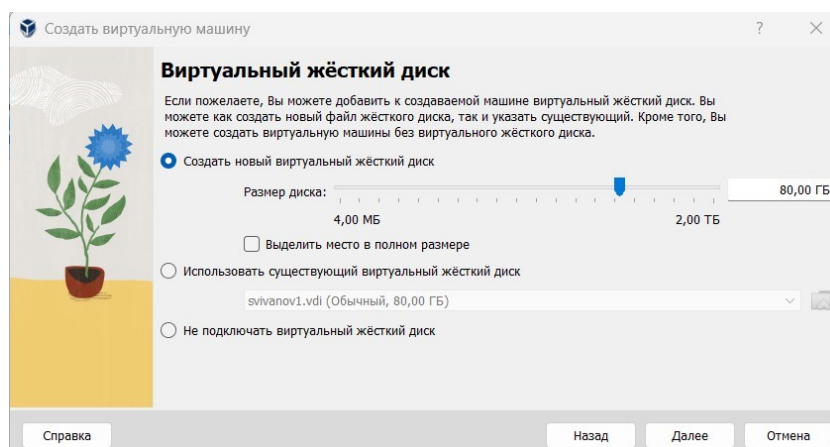 Создать виртуальную машину
Виртуальный жёсткий диск
Если пожелаете, Вы можете добавить к создаваемой машине виртуальный жёсткий диск. Вы
можете как создать новый файл жёсткого диска, так и указать существующий. Кроме того, Вы
можете создать виртуальную машины без виртуального жёсткого диска.
Создать новый виртуальный жёсткий диск
Размер диска:
80,00 ГБ
4,00 МБ
2,00 ТБ
Выделить место в полном размере
Использовать существующий виртуальный жёсткий диск
svivanov1.vdi (Обычный, 80,00 ГБ)
Не подключать виртуальный жёсткий диск
Справка
Назад
Далее
Отмена